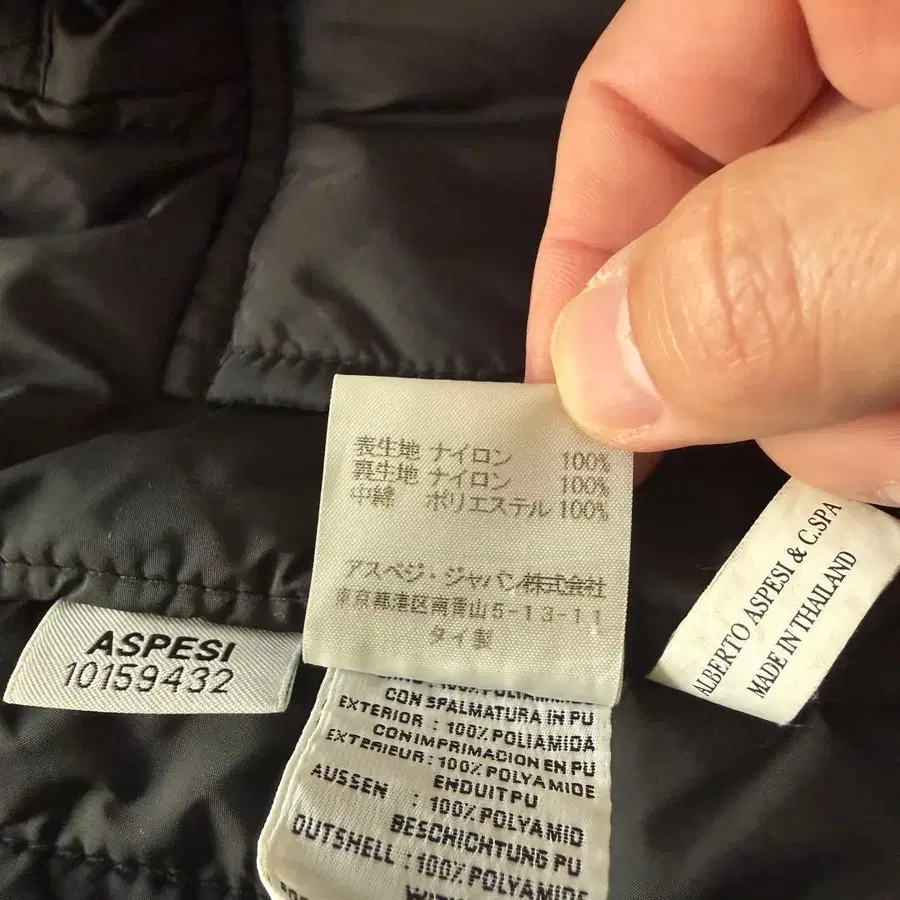 表生地 ナイロン 100%
裏生地 ナイロン 100%
中綿 ポリエステル 100%
アスペジ・ジャパン株式会社
東京都港区南青山5-13-11
タイ製
ASPESI
10159432
ALBERTO ASPESI & C.SPA
MADE IN THAILAND
100% POLIAMMIDE
CON SPALMATURA IN PU
EXTERIOR : 100% POLIAMIDA
CON IMPRIMACION EN PU
EXTERIEUR : 100% POLYAMIDE
ENDUIT PU
AUSSEN : 100% POLYAMID
BESCHICHTUNG PU
OUTSHELL : 100% POLYAMIDE